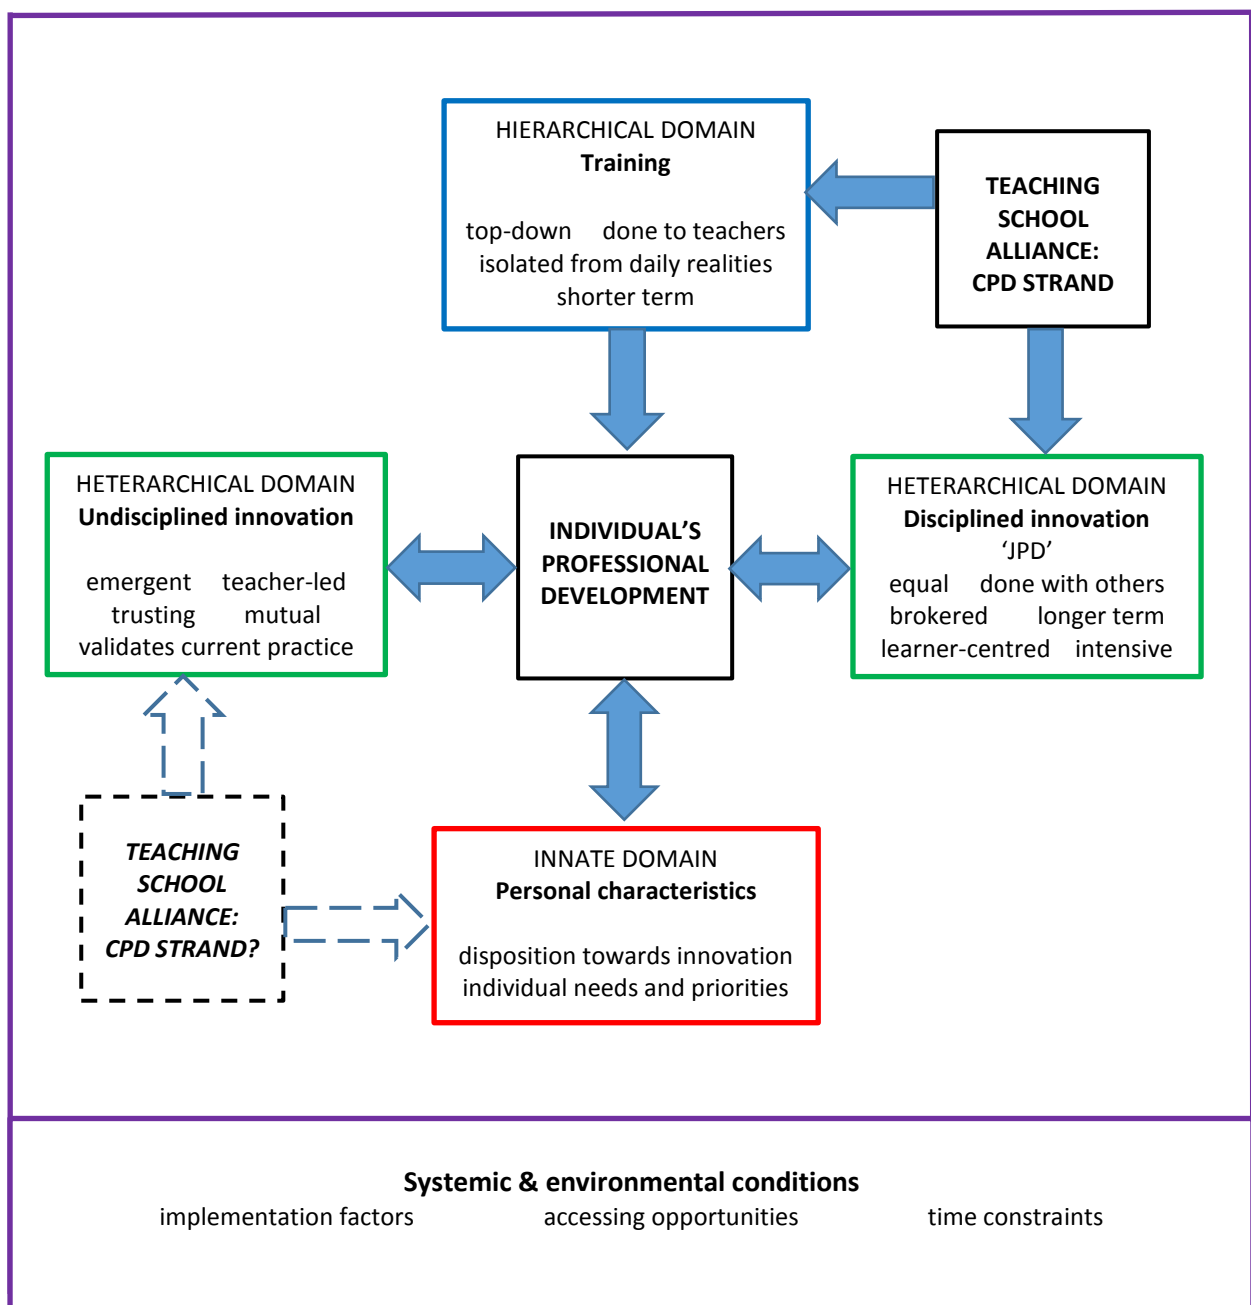 HIERARCHICAL DOMAIN
Training
top-down done to teachers
isolated from daily realities
shorter term
TEACHING
SCHOOL
ALLIANCE:
CPD STRAND
HETERARCHICAL DOMAIN
Undisciplined innovation
emergent teacher-led
trusting mutual
validates current practice
INDIVIDUAL’S
PROFESSIONAL
DEVELOPMENT
HETERARCHICAL DOMAIN
Disciplined innovation
‘JPD’
equal done with others
brokered longer term
learner-centred intensive
TEACHING
SCHOOL
ALLIANCE:
CPD STRAND?
INNATE DOMAIN
Personal characteristics
disposition towards innovation
individual needs and priorities
Systemic & environmental conditions
implementation factors accessing opportunities time constraints